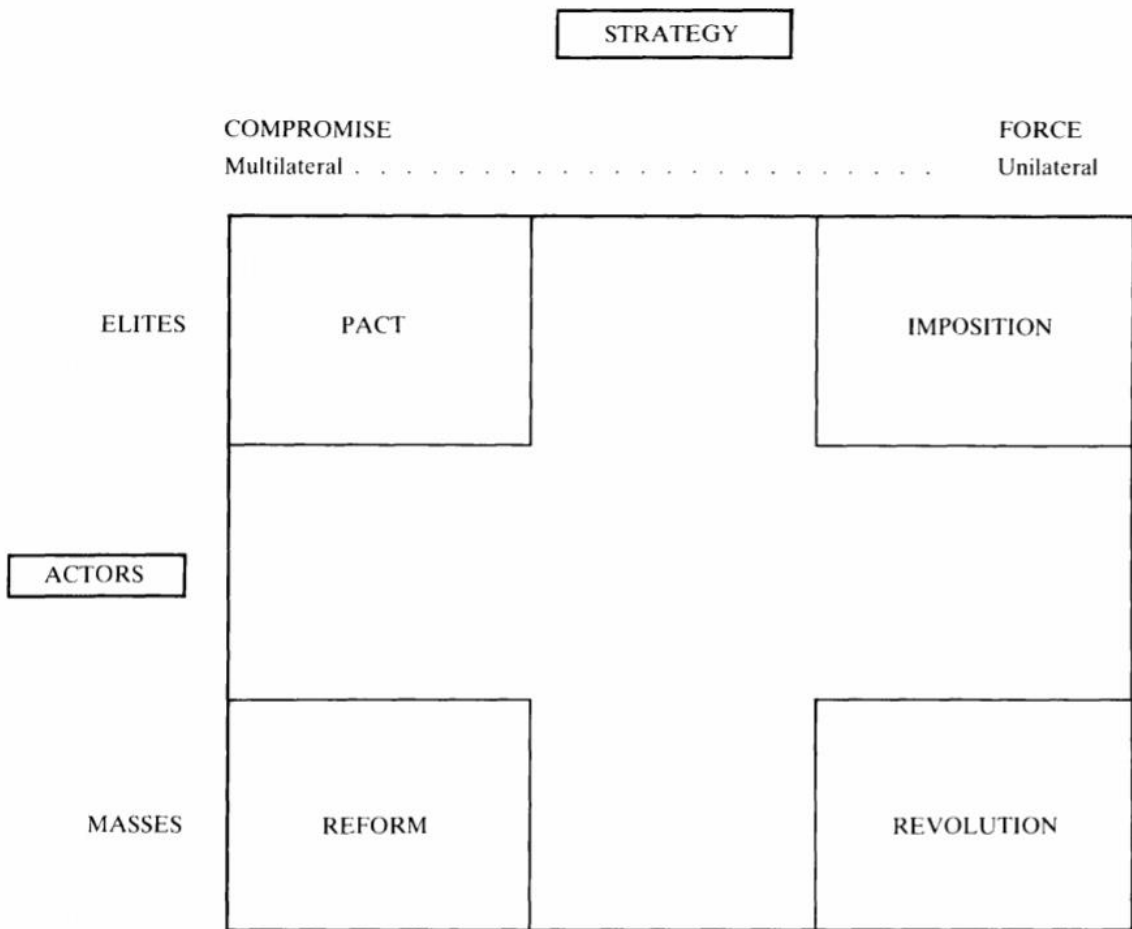 STRATEGY
COMPROMISE FORCE
Multilateral . . . . . . . . . . . . . . . . . . . . . . . Unilateral
ELITES PACT IMPOSITION
ACTORS
MASSES REFORM REVOLUTION